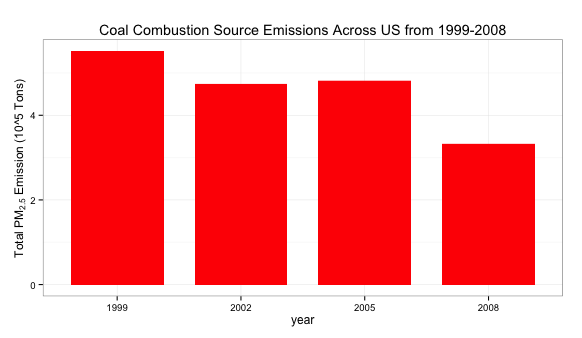 Coal Combustion Source Emissions Across US from 1999-2008
Total PM2.5 Emission (10^5 Tons)
4
2
0
1999 2002 2005 2008
year